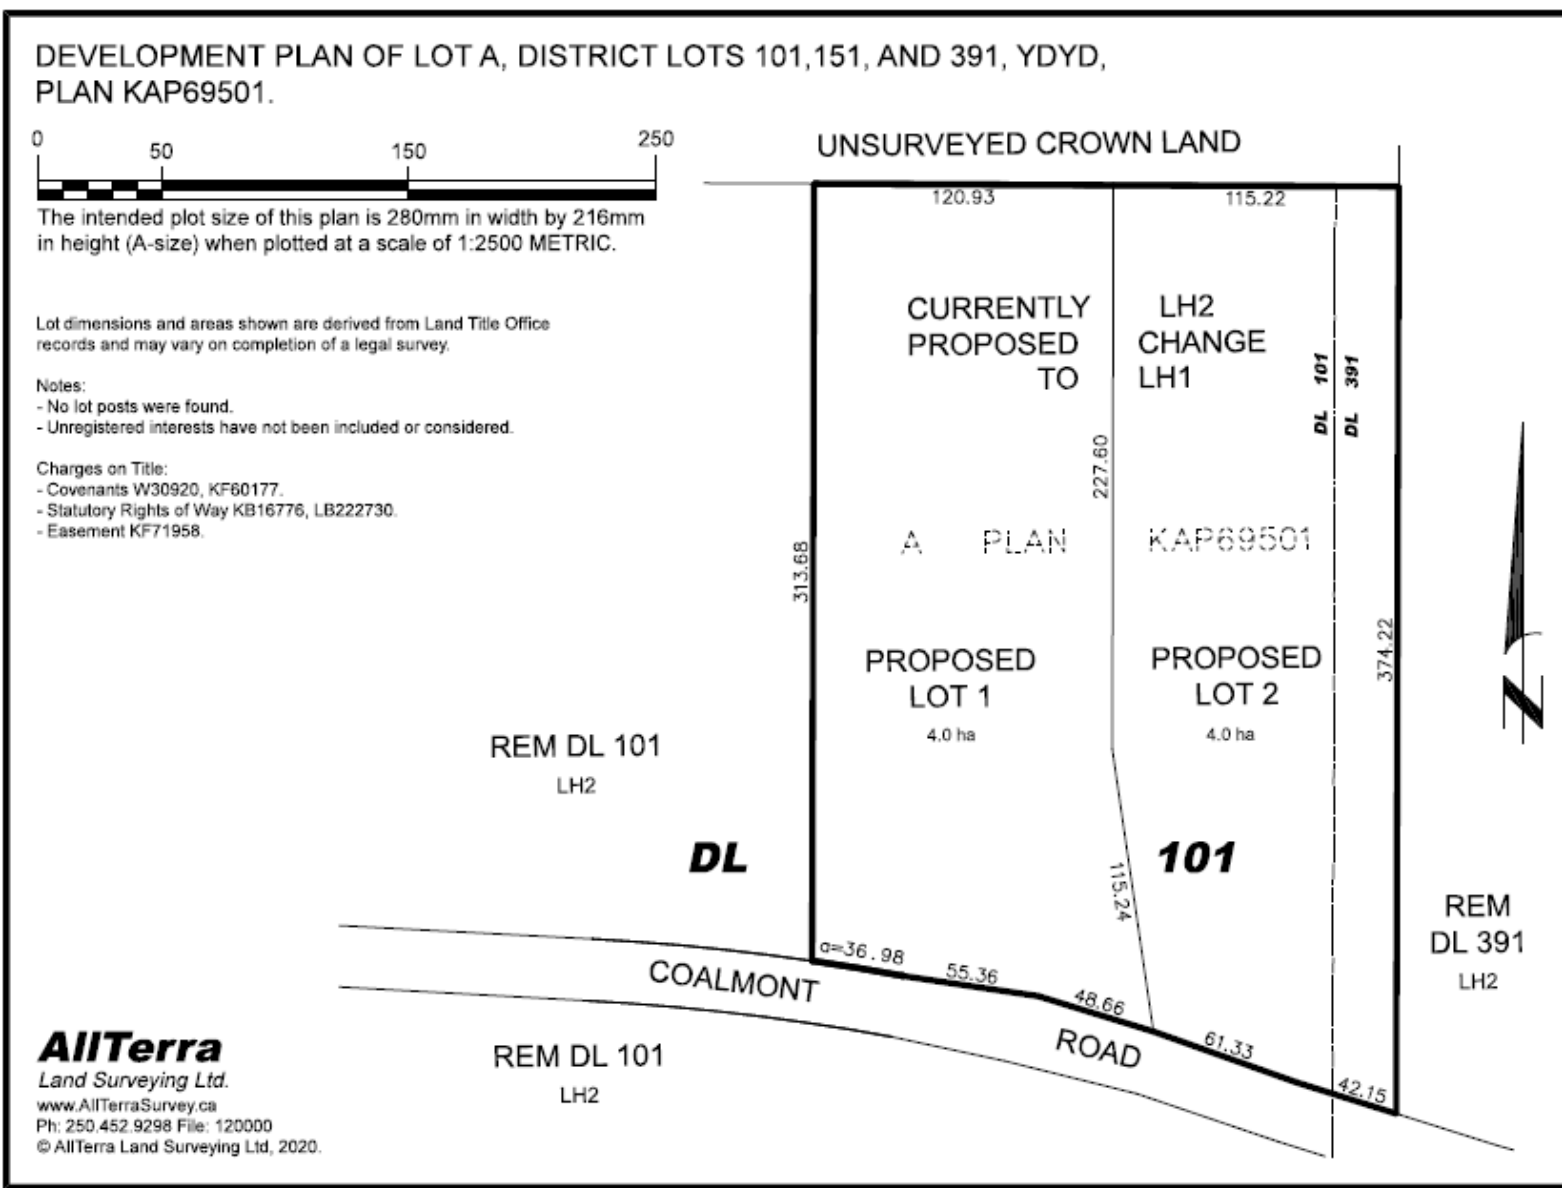 DEVELOPMENT PLAN OF LOT A, DISTRICT LOTS 101,151, AND 391, YDYD,
PLAN KAP69501.
0 50 150 250
The intended plot size of this plan is 280mm in width by 216mm
in height (A-size) when plotted at a scale of 1:2500 METRIC.
Lot dimensions and areas shown are derived from Land Title Office
records and may vary on completion of a legal survey.
Notes:
- No lot posts were found.
- Unregistered interests have not been included or considered.
Charges on Title:
- Covenants W30920, KF60177.
- Statutory Rights of Way KB16776, LB222730.
- Easement KF71958.
UNSURVEYED CROWN LAND
120.93 115.22
CURRENTLY LH2
PROPOSED CHANGE
TO LH1
DL 101
DL 391
227.60
A PLAN KAP69501
313.68
374.22
PROPOSED
LOT 1
4.0 ha
PROPOSED
LOT 2
4.0 ha
REM DL 101
LH2
DL 101
115.24
REM
DL 391
LH2
a=36.98
55.36
48.66
61.33
42.15
COALMONT ROAD
REM DL 101
LH2
N
AllTerra
Land Surveying Ltd.
www.AllTerraSurvey.ca
Ph: 250.452.9298 File: 120000
© AllTerra Land Surveying Ltd, 2020.